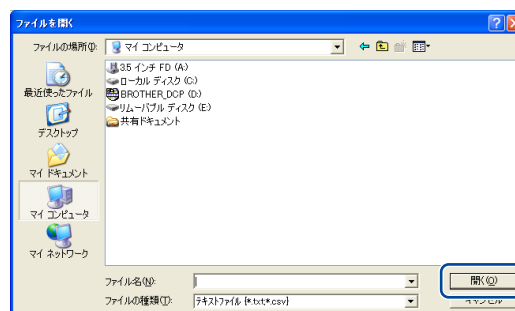 ファイルを開く
ファイルの場所(I):
マイ コンピュータ
3.5 インチ FD (A:)
ローカル ディスク (C:)
BROTHER_DCP (D:)
リムーバブル ディスク (E:)
共有ドキュメント
最近使ったファイル
デスクトップ
マイ ドキュメント
マイ コンピュータ
マイ ネットワーク
ファイル名(N):
開く(O)
ファイルの種類(T):
テキストファイル {*.txt;*.csv}
キャンセル